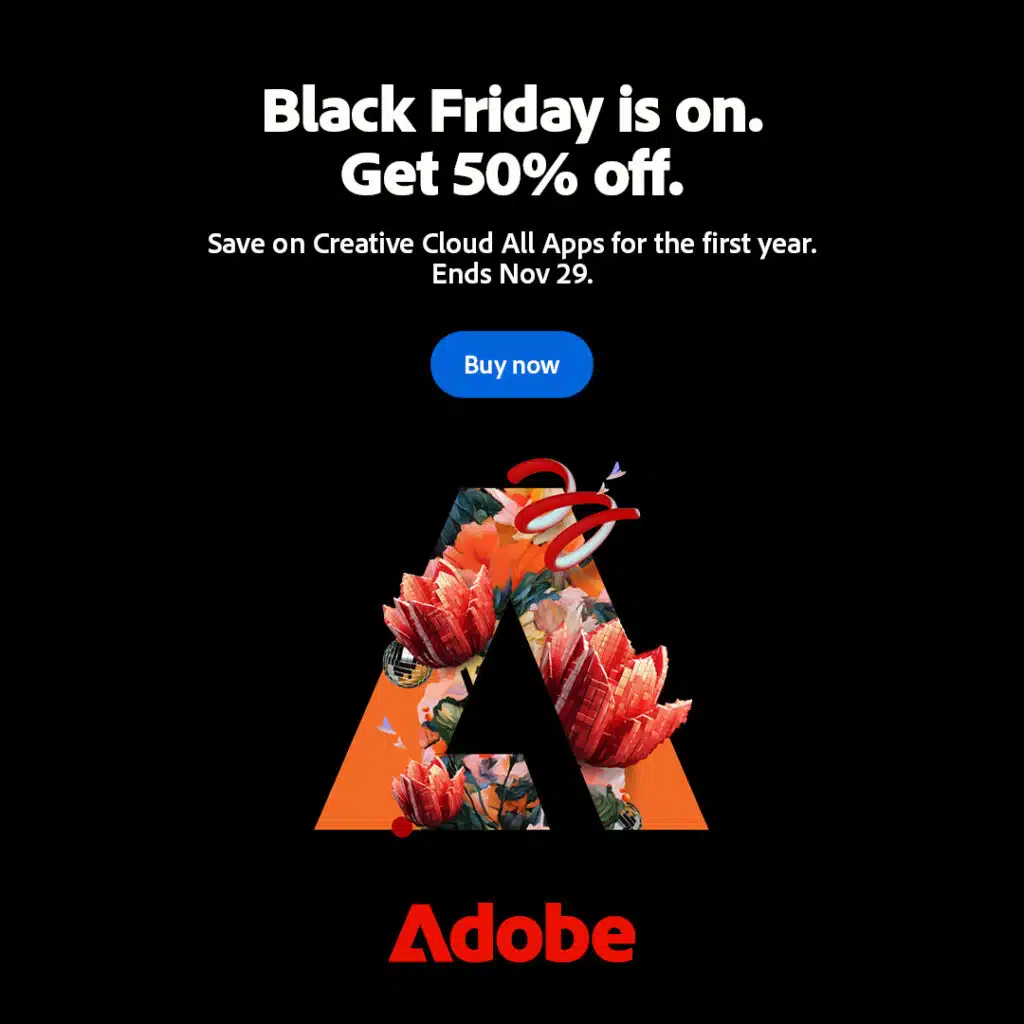 Black Friday is on.
Get 50% off.
Save on Creative Cloud All Apps for the first year.
Ends Nov 29.
Buy now
Adobe